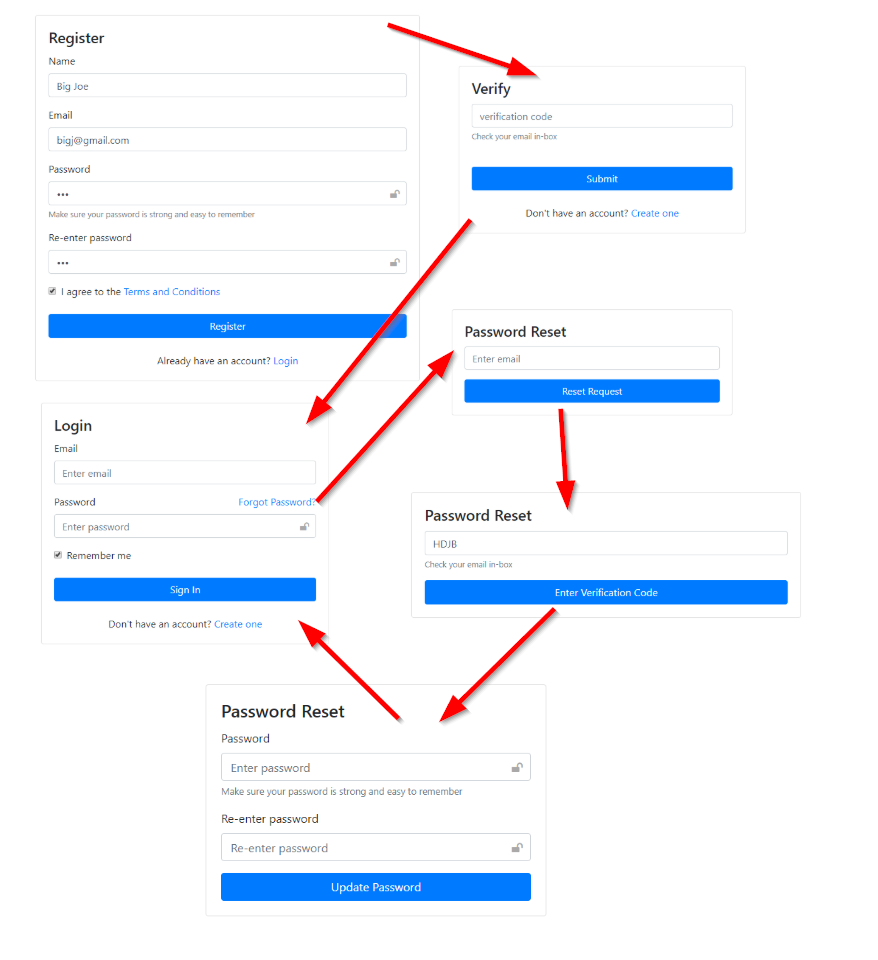 Register
Name
Big Joe
Email
bigj@gmail.com
Password
•••
Make sure your password is strong and easy to remember
Re-enter password
•••
I agree to the Terms and Conditions
Register
Already have an account? Login
Verify
verification code
Check your email in-box
Submit
Don't have an account? Create one
Login
Email
Enter email
Password Forgot Password?
Enter password
Remember me
Sign In
Don't have an account? Create one
Password Reset
Enter email
Reset Request
Password Reset
HDJB
Check your email in-box
Enter Verification Code
Password Reset
Password
Enter password
Make sure your password is strong and easy to remember
Re-enter password
Re-enter password
Update Password